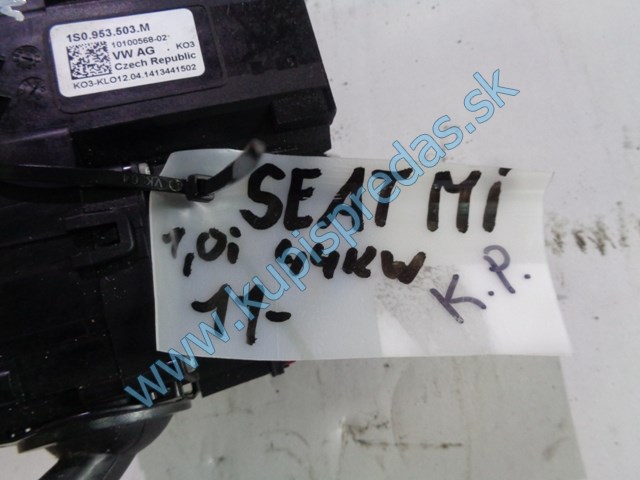 1S0.953.503.M
10100568-02
VW AG KO3
Czech Republic
KO3-KLO12.04.1413441502
SEAT Mi
1,0i 44KW
11/-
K.P.
www.kupispredas.sk